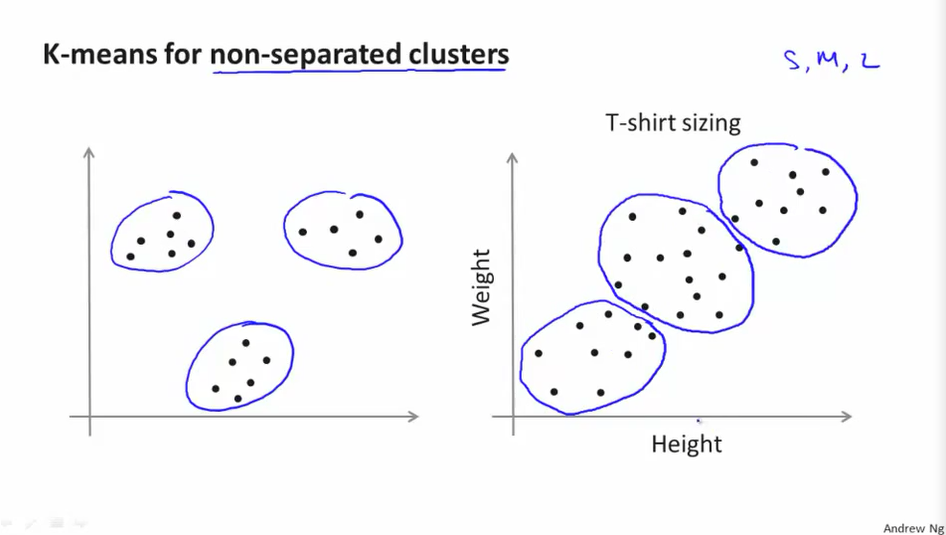 K-means for non-separated clusters
S, M, L
T-shirt sizing
Weight
Height
Andrew Ng